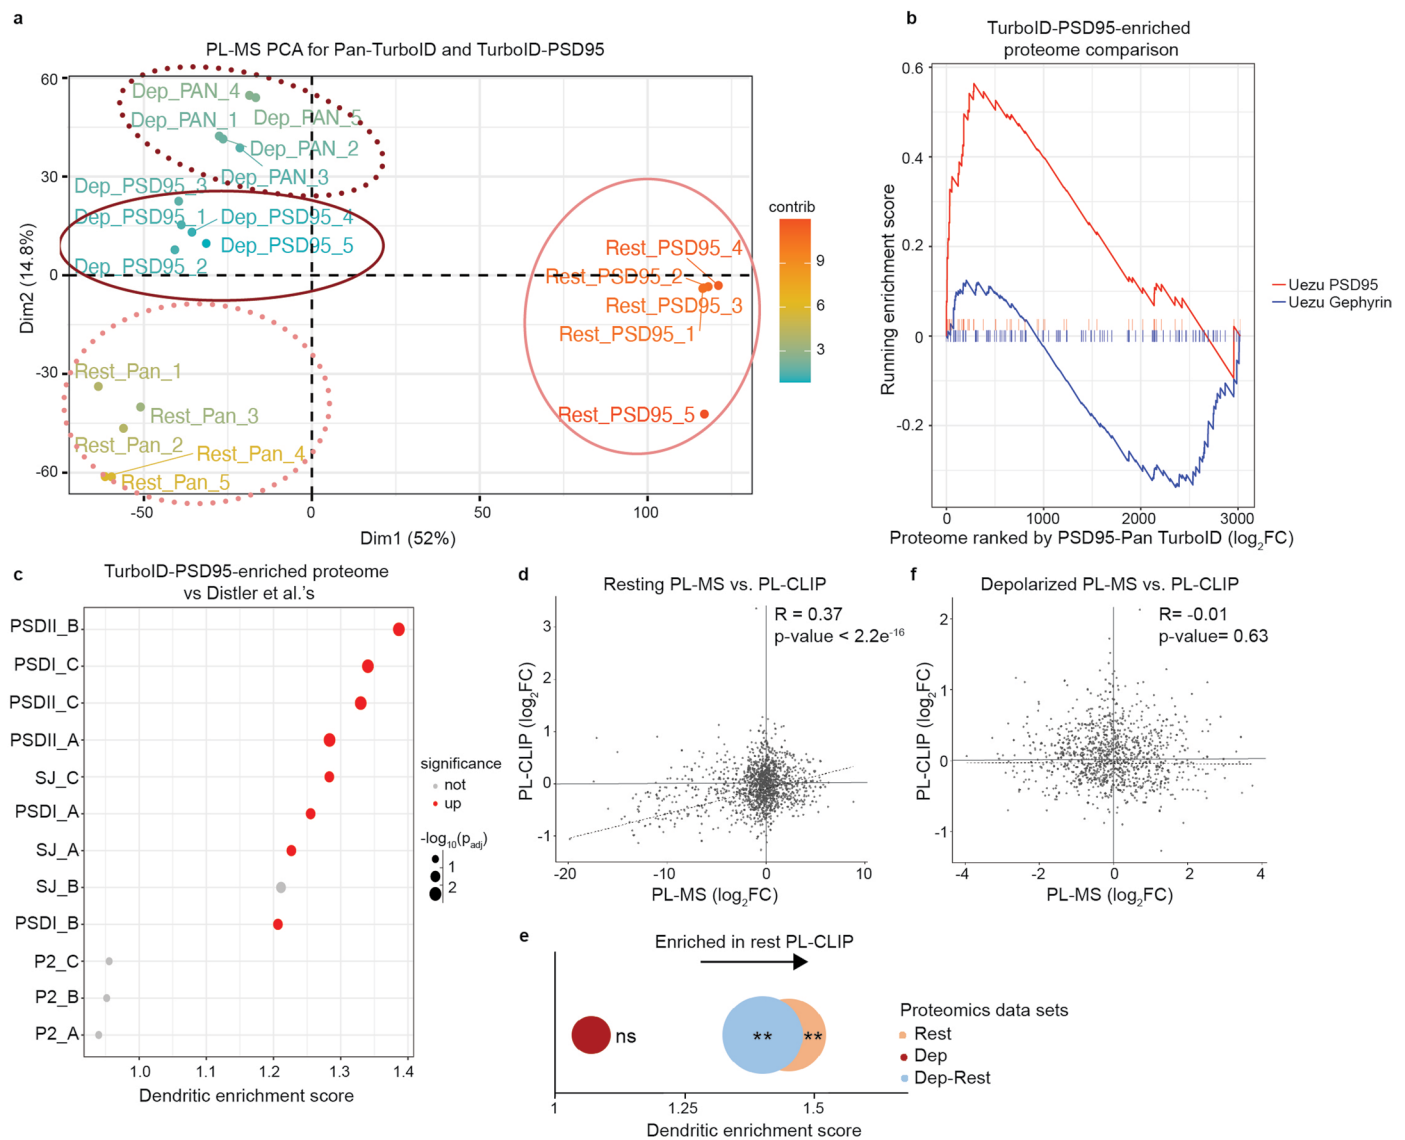 a
PL-MS PCA for Pan-TurboID and TurboID-PSD95
Dim2 (14.8%)
60
30
0
-30
-60
Dep_PAN_4
Dep_PAN_5
Dep_PAN_1
Dep_PAN_2
Dep_PAN_3
Dep_PSD95_3
Dep_PSD95_1
Dep_PSD95_4
Dep_PSD95_5
Dep_PSD95_2
Rest_PSD95_4
Rest_PSD95_2
Rest_PSD95_3
Rest_PSD95_1
Rest_PSD95_5
Rest_Pan_1
Rest_Pan_3
Rest_Pan_2
Rest_Pan_4
Rest_Pan_5
-50
0
50
100
Dim1 (52%)
contrib
9
6
3
b
TurboID-PSD95-enriched
proteome comparison
Running enrichment score
0.6
0.4
0.2
0
-0.2
0
1000
2000
3000
Proteome ranked by PSD95-Pan TurboID (log2FC)
Uezu PSD95
Uezu Gephyrin
c
TurboID-PSD95-enriched proteome
vs Distler et al.'s
PSDII_B
PSDI_C
PSDII_C
PSDII_A
SJ_C
PSDI_A
SJ_A
SJ_B
PSDI_B
P2_C
P2_B
P2_A
1.0
1.1
1.2
1.3
1.4
Dendritic enrichment score
significance
not
up
-log10(padj)
1
2
d
Resting PL-MS vs. PL-CLIP
R = 0.37
p-value < 2.2e-16
PL-CLIP (log2FC)
3
2
1
0
-1
-20
-10
0
10
PL-MS (log2FC)
f
Depolarized PL-MS vs. PL-CLIP
R= -0.01
p-value= 0.63
PL-CLIP (log2FC)
2
1
0
-1
-4
-2
0
2
4
PL-MS (log2FC)
e
Enriched in rest PL-CLIP
ns
**
**
1
1.25
1.5
Dendritic enrichment score
Proteomics data sets
Rest
Dep
Dep-Rest